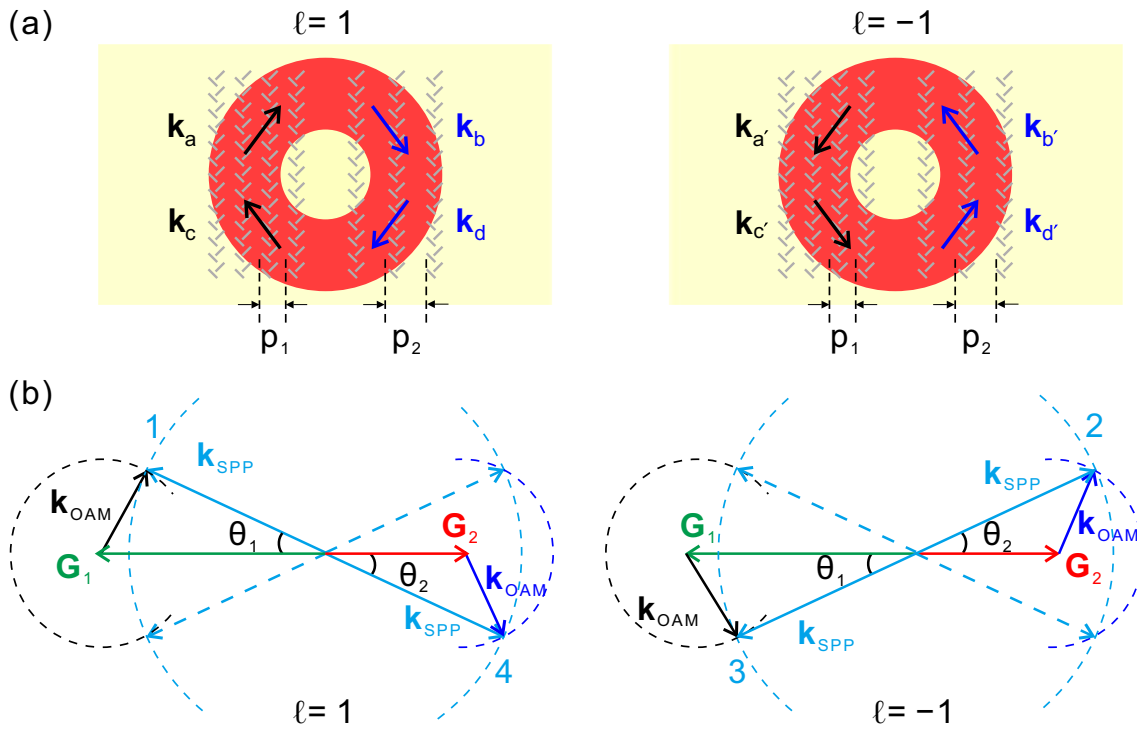 (a)
ℓ= 1
ℓ= −1
k_a
k_b
k_c
k_d
p_1
p_2
k_a′
k_b′
k_c′
k_d′
p_1
p_2
(b)
1
k_SPP
k_OAM
G_1
θ_1
G_2
θ_2
k_OAM
k_SPP
4
ℓ= 1
2
k_SPP
G_1
θ_2
k_OAM
θ_1
G_2
k_OAM
k_SPP
3
ℓ= −1